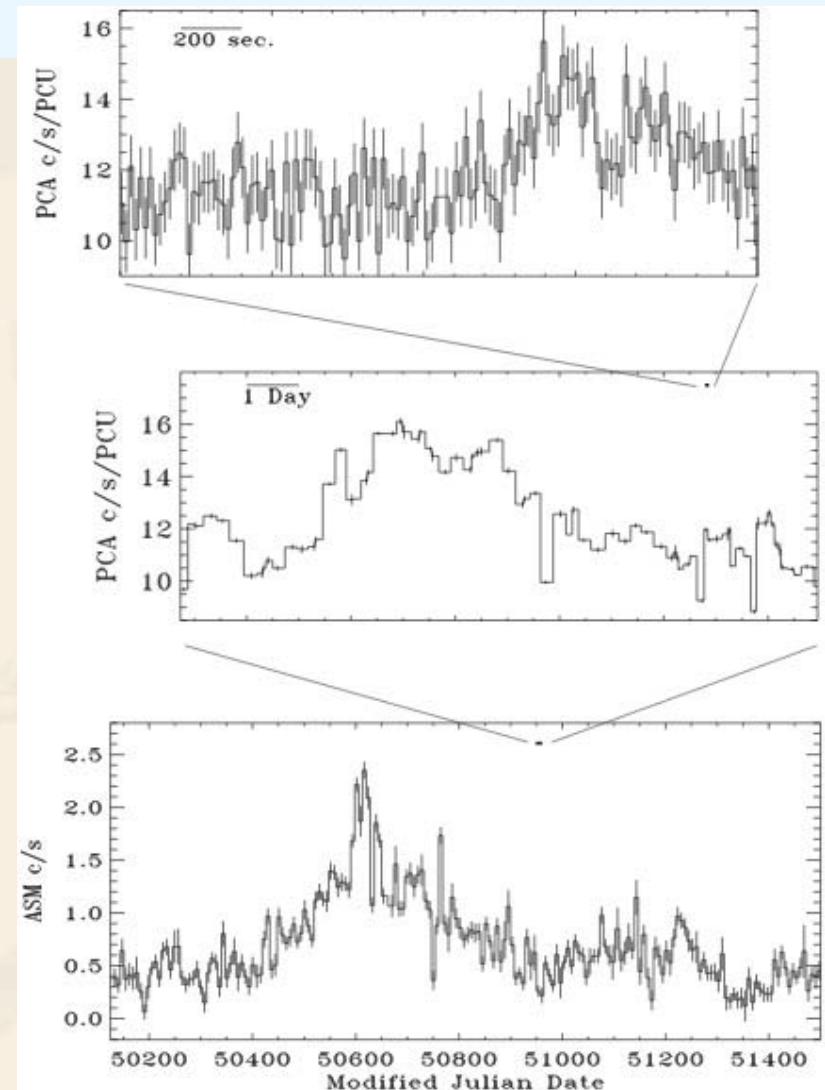 200 sec.
PCA c/s/PCU
16
14
12
10
1 Day
PCA c/s/PCU
16
14
12
10
ASM c/s
2.5
2.0
1.5
1.0
0.5
0.0
50200 50400 50600 50800 51000 51200 51400
Modified Julian Date